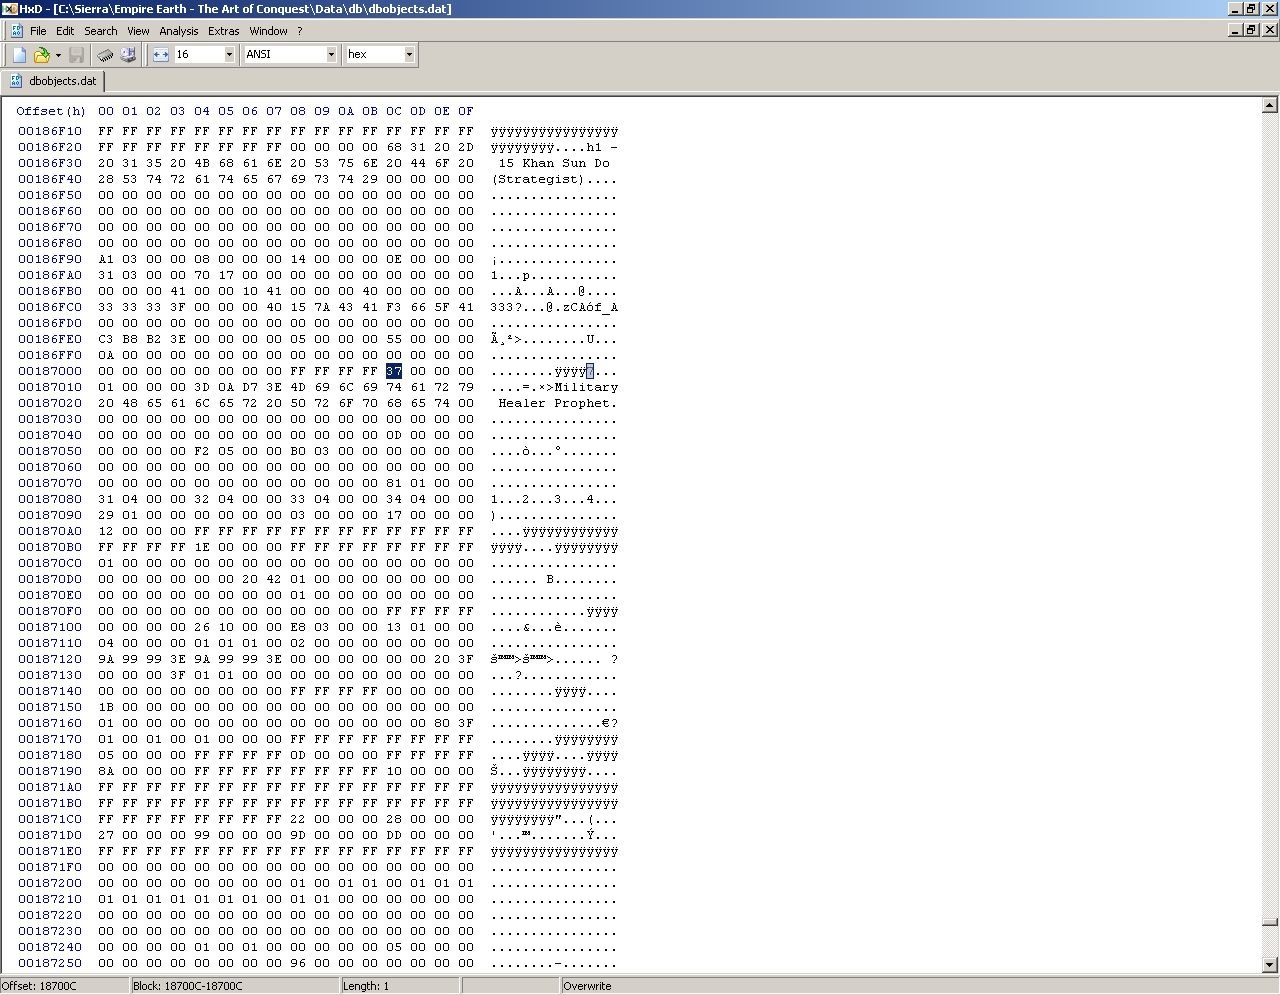 HxD - [C:\Sierra\Empire Earth - The Art of Conquest\Data\db\dbobjects.dat]
File Edit Search View Analysis Extras Window ?
16 ANSI hex
dbobjects.dat
Offset(h) 00 01 02 03 04 05 06 07 08 09 0A 0B 0C 0D 0E 0F
00186F10 FF FF FF FF FF FF FF FF FF FF FF FF FF FF FF FF ÿÿÿÿÿÿÿÿÿÿÿÿÿÿÿÿ
00186F20 FF FF FF FF FF FF FF FF 00 00 00 00 68 31 20 2D ÿÿÿÿÿÿÿÿ....h1 -
00186F30 20 31 35 20 4B 68 61 6E 20 53 75 6E 20 44 6F 20 15 Khan Sun Do
00186F40 28 53 74 72 61 74 65 67 69 73 74 29 00 00 00 00 (Strategist)....
00186F50 00 00 00 00 00 00 00 00 00 00 00 00 00 00 00 00 ................
00186F60 00 00 00 00 00 00 00 00 00 00 00 00 00 00 00 00 ................
00186F70 00 00 00 00 00 00 00 00 00 00 00 00 00 00 00 00 ................
00186F80 00 00 00 00 00 00 00 00 00 00 00 00 00 00 00 00 ................
00186F90 A1 03 00 00 08 00 00 00 14 00 00 00 0E 00 00 00 ¡...............
00186FA0 31 03 00 00 70 17 00 00 00 00 00 00 00 00 00 00 1...p...........
00186FB0 00 00 00 41 00 00 10 41 00 00 00 40 00 00 00 00 ...A...A...@....
00186FC0 33 33 33 3F 00 00 00 40 15 7A 43 41 F3 66 5F 41 333?...@.zCAóf_A
00186FD0 00 00 00 00 00 00 00 00 00 00 00 00 00 00 00 00 ................
00186FE0 C3 B8 B2 3E 00 00 00 00 05 00 00 00 55 00 00 00 Ã¸²>........U...
00186FF0 0A 00 00 00 00 00 00 00 00 00 00 00 00 00 00 00 ................
00187000 00 00 00 00 00 00 00 00 FF FF FF FF 37 00 00 00 ........ÿÿÿÿ7...
00187010 01 00 00 00 3D 0A D7 3E 4D 69 6C 69 74 61 72 79 ....=.×>Military
00187020 20 48 65 61 6C 65 72 20 50 72 6F 70 68 65 74 00 Healer Prophet.
00187030 00 00 00 00 00 00 00 00 00 00 00 00 00 00 00 00 ................
00187040 00 00 00 00 00 00 00 00 00 00 00 00 0D 00 00 00 ................
00187050 00 00 00 00 F2 05 00 00 B0 03 00 00 00 00 00 00 ....ò...°.......
00187060 00 00 00 00 00 00 00 00 00 00 00 00 00 00 00 00 ................
00187070 00 00 00 00 00 00 00 00 00 00 00 00 81 01 00 00 ................
00187080 31 04 00 00 32 04 00 00 33 04 00 00 34 04 00 00 1...2...3...4...
00187090 29 01 00 00 00 00 00 00 03 00 00 00 17 00 00 00 )...............
001870A0 12 00 00 00 FF FF FF FF FF FF FF FF FF FF FF FF ....ÿÿÿÿÿÿÿÿÿÿÿÿ
001870B0 FF FF FF FF 1E 00 00 00 FF FF FF FF FF FF FF FF ÿÿÿÿ....ÿÿÿÿÿÿÿÿ
001870C0 01 00 00 00 00 00 00 00 00 00 00 00 00 00 00 00 ................
001870D0 00 00 00 00 00 00 20 42 01 00 00 00 00 00 00 00 ...... B........
001870E0 00 00 00 00 00 00 00 00 01 00 00 00 00 00 00 00 ................
001870F0 00 00 00 00 00 00 00 00 00 00 00 00 FF FF FF FF ............ÿÿÿÿ
00187100 00 00 00 00 26 10 00 00 E8 03 00 00 13 01 00 00 ....&...è.......
00187110 04 00 00 00 01 01 01 00 02 00 00 00 00 00 00 00 ................
00187120 9A 99 99 3E 9A 99 99 3E 00 00 00 00 00 00 20 3F š™™>š™™>...... ?
00187130 00 00 00 3F 01 01 00 00 00 00 00 00 00 00 00 00 ...?............
00187140 00 00 00 00 00 00 00 00 FF FF FF FF 00 00 00 00 ........ÿÿÿÿ....
00187150 1B 00 00 00 00 00 00 00 00 00 00 00 00 00 00 00 ................
00187160 01 00 00 00 00 00 00 00 00 00 00 00 00 00 80 3F ..............€?
00187170 01 00 01 00 01 00 00 00 FF FF FF FF FF FF FF FF ........ÿÿÿÿÿÿÿÿ
00187180 05 00 00 00 FF FF FF FF 0D 00 00 00 FF FF FF FF ....ÿÿÿÿ....ÿÿÿÿ
00187190 8A 00 00 00 FF FF FF FF FF FF FF FF 10 00 00 00 Š...ÿÿÿÿÿÿÿÿ....
001871A0 FF FF FF FF FF FF FF FF FF FF FF FF FF FF FF FF ÿÿÿÿÿÿÿÿÿÿÿÿÿÿÿÿ
001871B0 FF FF FF FF FF FF FF FF FF FF FF FF FF FF FF FF ÿÿÿÿÿÿÿÿÿÿÿÿÿÿÿÿ
001871C0 FF FF FF FF FF FF FF FF 22 00 00 00 28 00 00 00 ÿÿÿÿÿÿÿÿ"...(...
001871D0 27 00 00 00 99 00 00 00 9D 00 00 00 DD 00 00 00 '...™.......Ý...
001871E0 FF FF FF FF FF FF FF FF FF FF FF FF FF FF FF FF ÿÿÿÿÿÿÿÿÿÿÿÿÿÿÿÿ
001871F0 00 00 00 00 00 00 00 00 00 00 00 00 00 00 00 00 ................
00187200 00 00 00 00 00 00 00 00 01 00 01 01 00 01 01 01 ................
00187210 01 01 01 01 01 01 00 01 01 00 00 00 00 00 00 00 ................
00187220 00 00 00 00 00 00 00 00 00 00 00 00 00 00 00 00 ................
00187230 00 00 00 00 00 00 00 00 00 00 00 00 00 00 00 00 ................
00187240 00 00 00 00 01 00 01 00 00 00 00 00 05 00 00 00 ................
00187250 00 00 00 00 00 00 00 00 96 00 00 00 00 00 00 00 ........–.......
Offset: 18700C Block: 18700C-18700C Length: 1 Overwrite